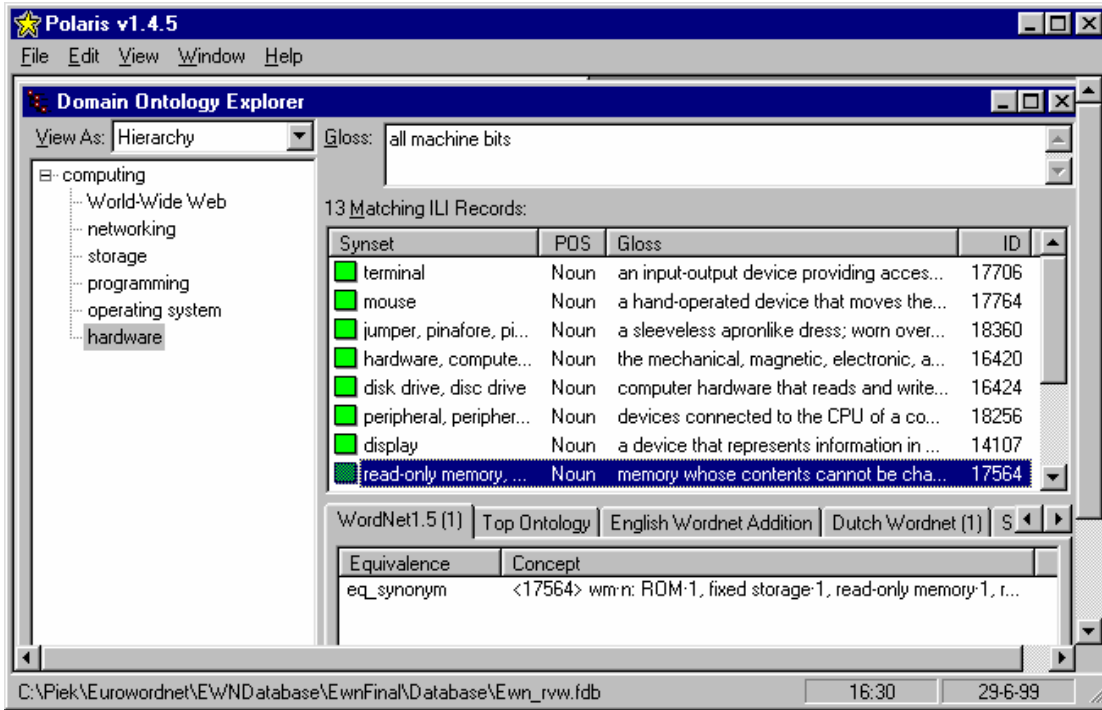 Polaris v1.4.5
File Edit View Window Help
Domain Ontology Explorer
View As: Hierarchy
Gloss: all machine bits
computing
World-Wide Web
networking
storage
programming
operating system
hardware
13 Matching ILI Records:
Synset POS Gloss ID
terminal Noun an input-output device providing acces... 17706
mouse Noun a hand-operated device that moves the... 17764
jumper, pinafore, pi... Noun a sleeveless apronlike dress; worn over... 18360
hardware, compute... Noun the mechanical, magnetic, electronic, a... 16420
disk drive, disc drive Noun computer hardware that reads and write... 16424
peripheral, peripher... Noun devices connected to the CPU of a co... 18256
display Noun a device that represents information in ... 14107
read-only memory, ... Noun memory whose contents cannot be cha... 17564
WordNet1.5 (1) Top Ontology English Wordnet Addition Dutch Wordnet (1) S
Equivalence Concept
eq_synonym <17564> wm·n: ROM·1, fixed storage·1, read-only memory·1, r...
C:\Piek\Eurowordnet\EWNDatabase\EwnFinal\Database\Ewn_rvw.fdb 16:30 29-6-99